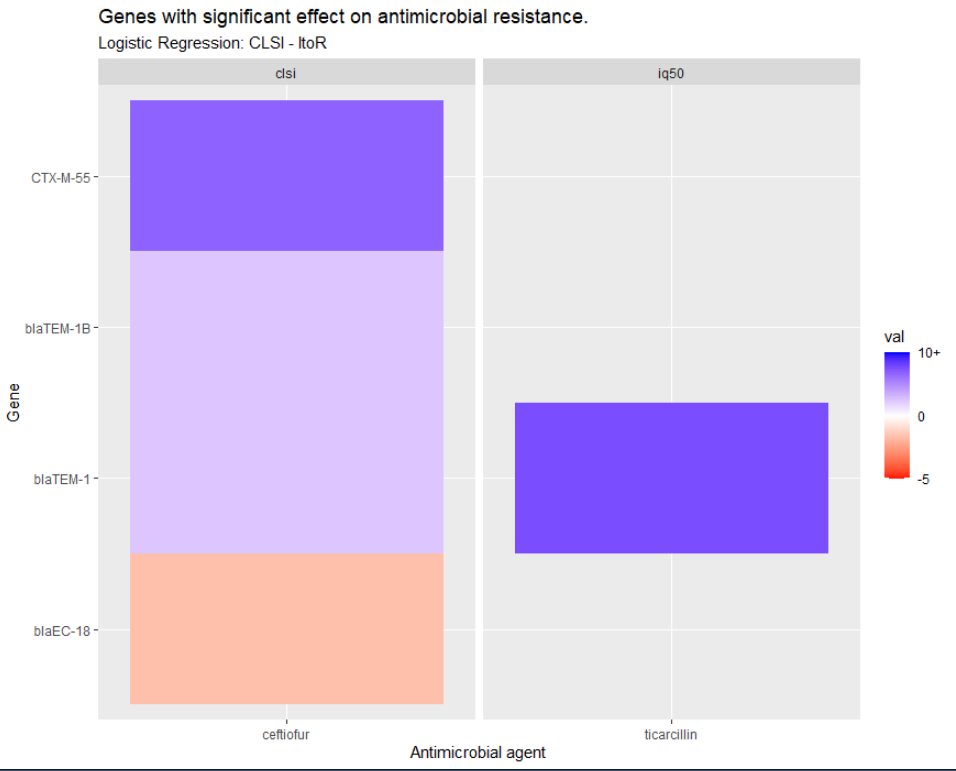 Genes with significant effect on antimicrobial resistance.
Logistic Regression: CLSI - ItoR
clsi
iq50
CTX-M-55
blaTEM-1B
blaTEM-1
blaEC-18
Gene
ceftiofur
ticarcillin
Antimicrobial agent
val
10+
0
-5